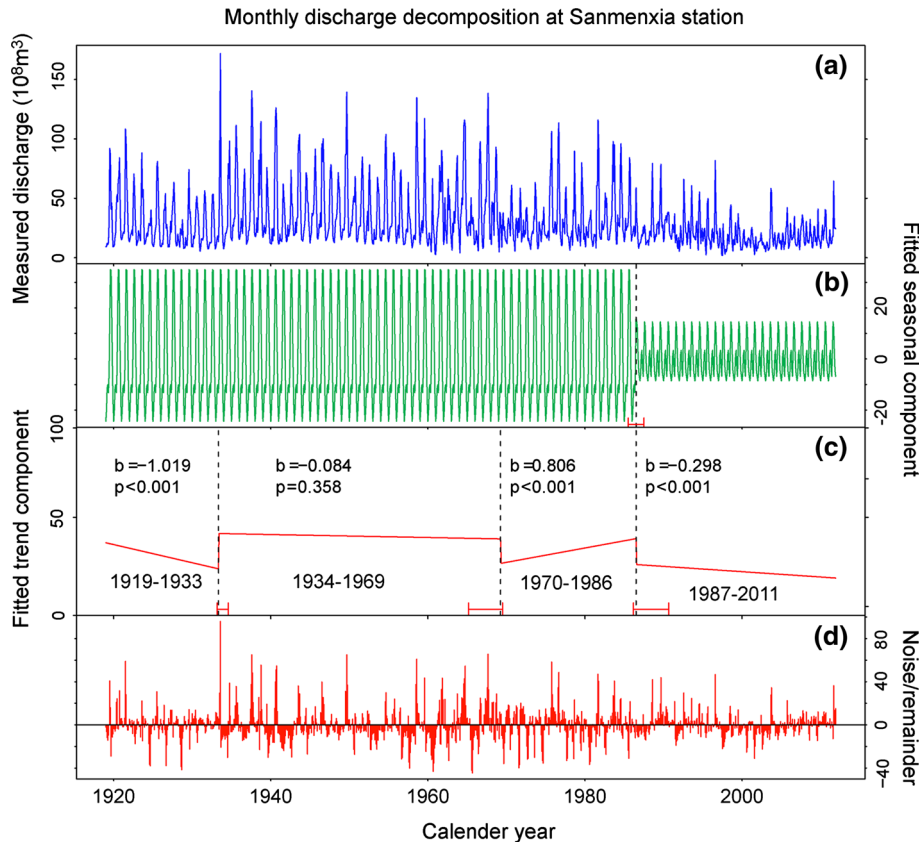 Monthly discharge decomposition at Sanmenxia station
Measured discharge (10⁸m³)
150
100
50
0
(a)
(b)
Fitted seasonal component
20
0
-20
Fitted trend component
100
50
0
(c)
b=-1.019
p<0.001
b=-0.084
p=0.358
b=0.806
p<0.001
b=-0.298
p<0.001
1919-1933
1934-1969
1970-1986
1987-2011
(d)
Noise/remainder
80
40
0
-40
1920
1940
1960
1980
2000
Calender year